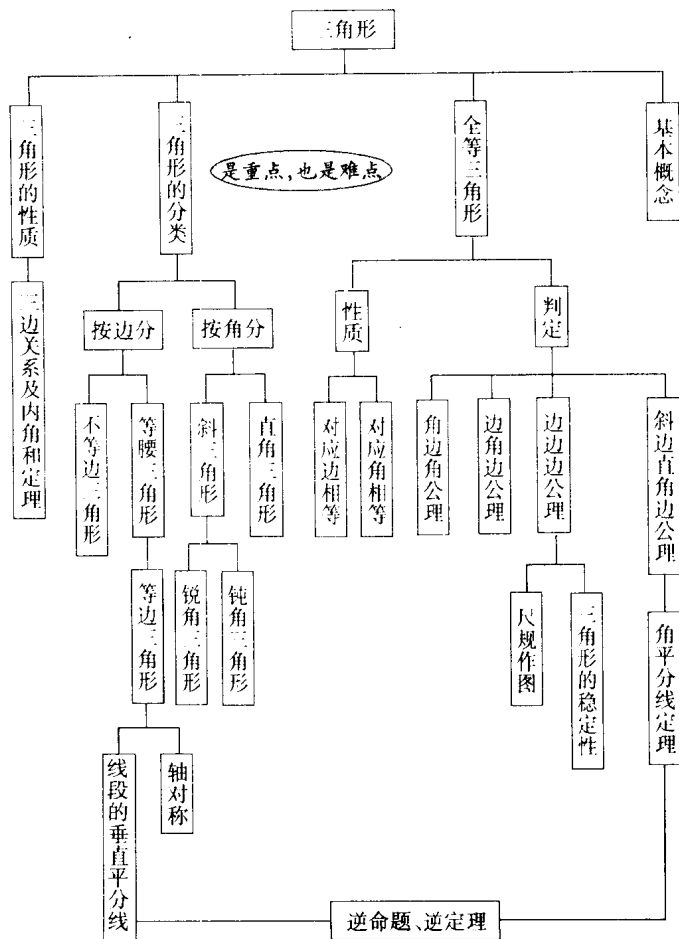 三角形
三角形的性质
三角形的分类
是重点,也是难点
全等三角形
基本概念
三边关系及内角和定理
按边分
按角分
性质
判定
不等边三角形
等腰三角形
斜三角形
直角三角形
对应边相等
对应角相等
角边角公理
边角边公理
边边边公理
斜边直角边公理
等边三角形
锐角三角形
钝角三角形
尺规作图
三角形的稳定性
角平分线定理
线段的垂直平分线
轴对称
逆命题、逆定理